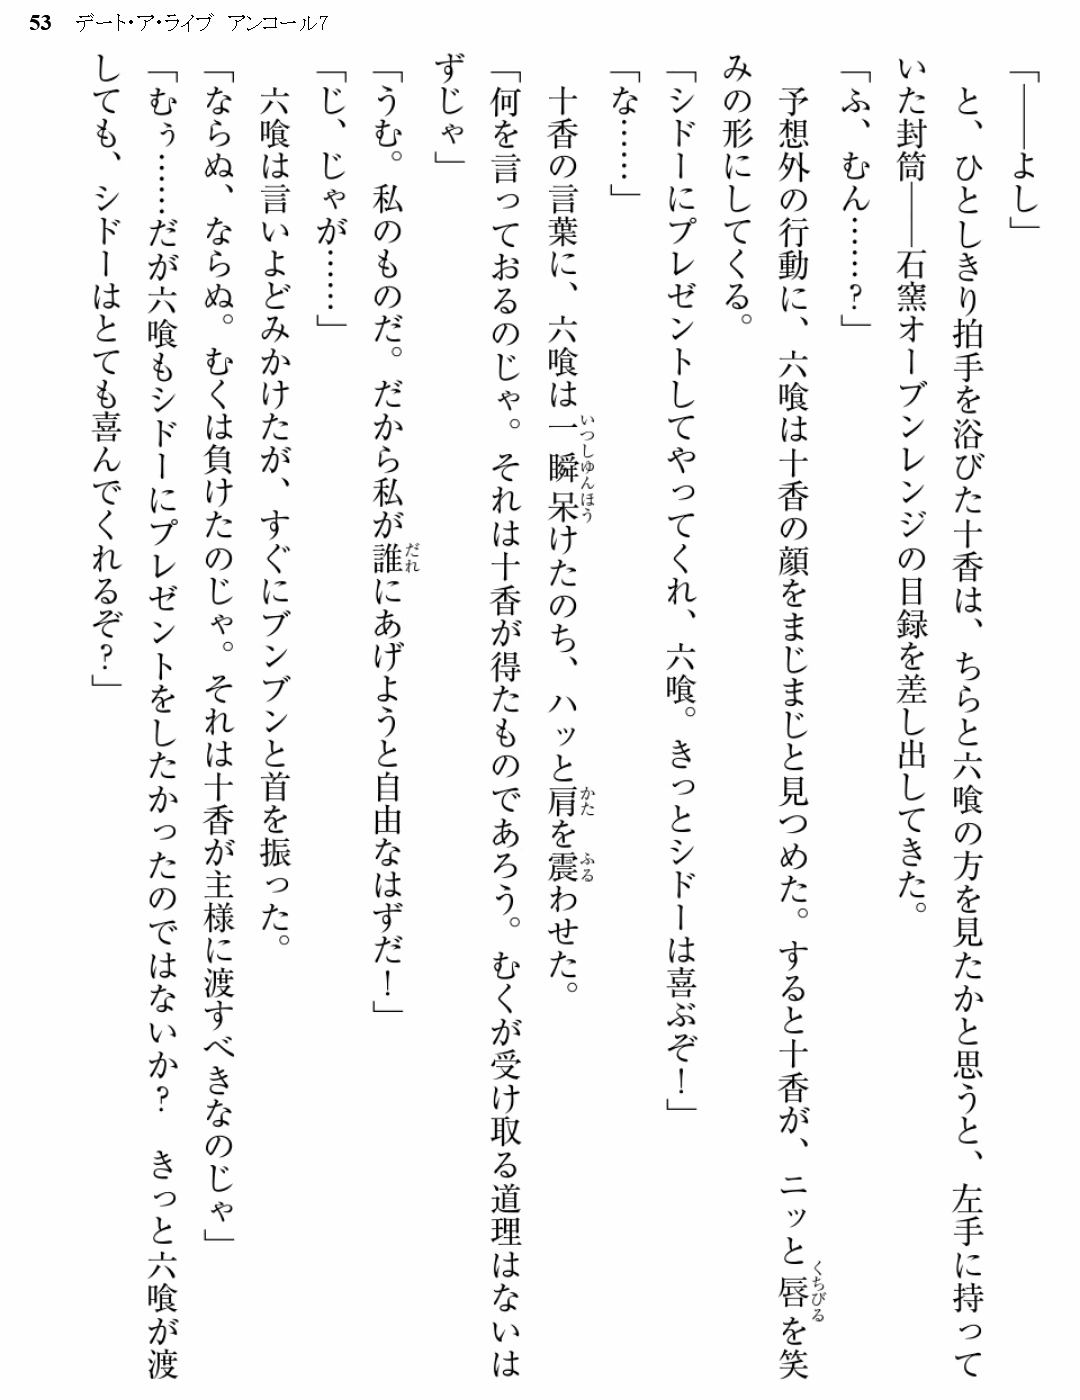 53　デート・ア・ライブ　アンコール7
「――よし」
　と、ひとしきり拍手を浴びた十香は、ちらと六喰の方を見たかと思うと、左手に持って
いた封筒――石窯オーブンレンジの目録を差し出してきた。
「ふ、むん……？」
　予想外の行動に、六喰は十香の顔をまじまじと見つめた。すると十香が、ニッと唇を笑
みの形にしてくる。
「シドーにプレゼントしてやってくれ、六喰。きっとシドーは喜ぶぞ！」
「な……」
　十香の言葉に、六喰は一瞬呆けたのち、ハッと肩を震わせた。
「何を言っておるのじゃ。それは十香が得たものであろう。むくが受け取る道理はないは
ずじゃ」
「うむ。私のものだ。だから私が誰にあげようと自由なはずだ！」
「じ、じゃが……」
　六喰は言いよどみかけたが、すぐにブンブンと首を振った。
「ならぬ、ならぬ。むくは負けたのじゃ。それは十香が主様に渡すべきなのじゃ」
「むぅ……だが六喰もシドーにプレゼントをしたかったのではないか？　きっと六喰が渡
しても、シドーはとても喜んでくれるぞ？」